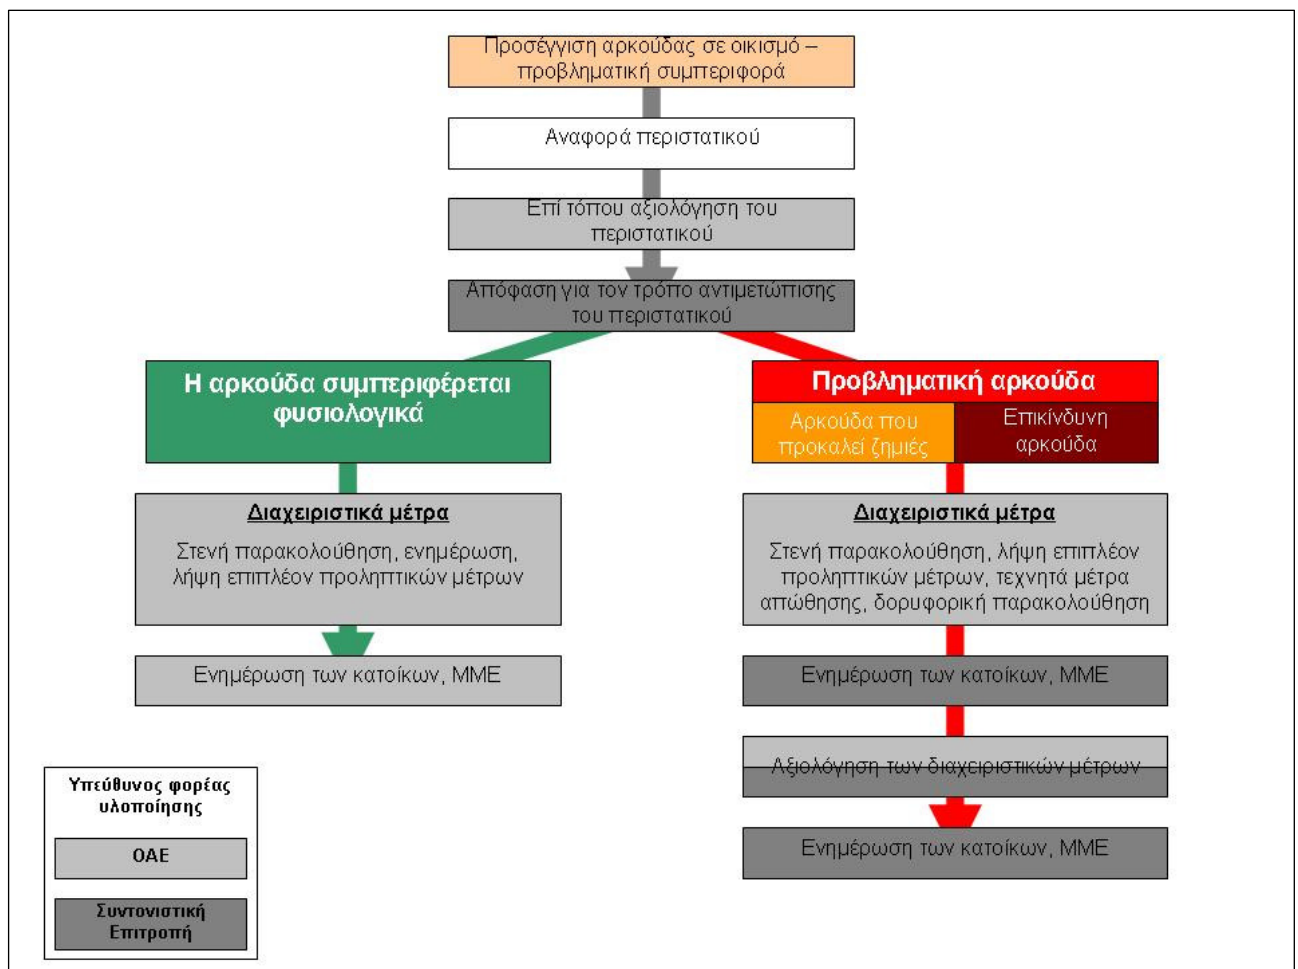 Προσέγγιση αρκούδας σε οικισμό –
προβληματική συμπεριφορά
Αναφορά περιστατικού
Επί τόπου αξιολόγηση του
περιστατικού
Απόφαση για τον τρόπο αντιμετώπισης
του περιστατικού
Η αρκούδα συμπεριφέρεται
φυσιολογικά
Διαχειριστικά μέτρα
Στενή παρακολούθηση, ενημέρωση,
λήψη επιπλέον προληπτικών μέτρων
Ενημέρωση των κατοίκων, ΜΜΕ
Προβληματική αρκούδα
Αρκούδα που
προκαλεί ζημιές
Επικίνδυνη
αρκούδα
Διαχειριστικά μέτρα
Στενή παρακολούθηση, λήψη επιπλέον
προληπτικών μέτρων, τεχνητά μέτρα
απώθησης, δορυφορική παρακολούθηση
Ενημέρωση των κατοίκων, ΜΜΕ
Αξιολόγηση των διαχειριστικών μέτρων
Ενημέρωση των κατοίκων, ΜΜΕ
Υπεύθυνος φορέας
υλοποίησης
ΟΑΕ
Συντονιστική
Επιτροπή